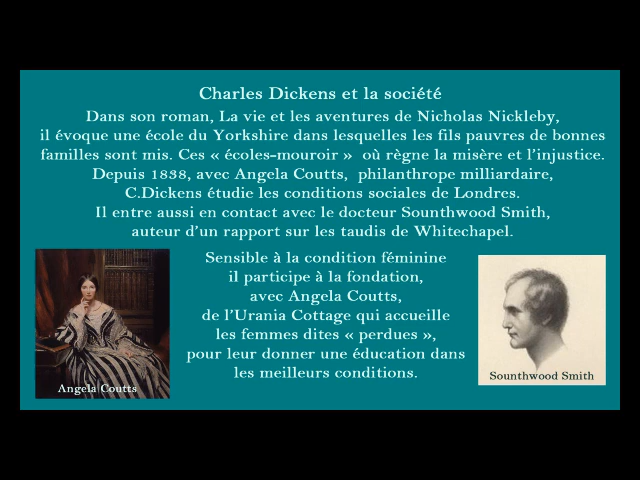 Charles Dickens et la société
Dans son roman, La vie et les aventures de Nicholas Nickleby,
il évoque une école du Yorkshire dans lesquelles les fils pauvres de bonnes
familles sont mis. Ces « écoles-mouroir » où règne la misère et l'injustice.
Depuis 1838, avec Angela Coutts, philanthrope milliardaire,
C.Dickens étudie les conditions sociales de Londres.
Il entre aussi en contact avec le docteur Sounthwood Smith,
auteur d'un rapport sur les taudis de Whitechapel.
Sensible à la condition féminine
il participe à la fondation,
avec Angela Coutts,
de l'Urania Cottage qui accueille
les femmes dites « perdues »,
pour leur donner une éducation dans
les meilleurs conditions.
Angela Coutts
Sounthwood Smith